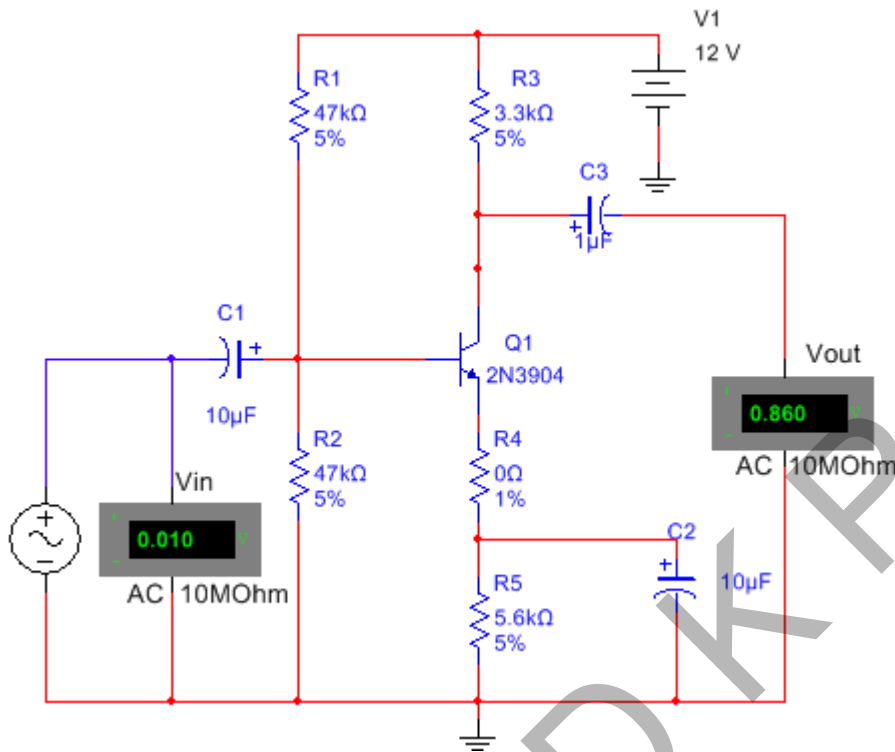 V1
12 V
R1
47kΩ
5%
R3
3.3kΩ
5%
C3
+
1µF
C1
+
10µF
Q1
2N3904
Vout
+
0.860 V
–
AC 10MOhm
R2
47kΩ
5%
R4
0Ω
1%
Vin
+
0.010 V
–
AC 10MOhm
+
–
C2
+
10µF
R5
5.6kΩ
5%
D K P